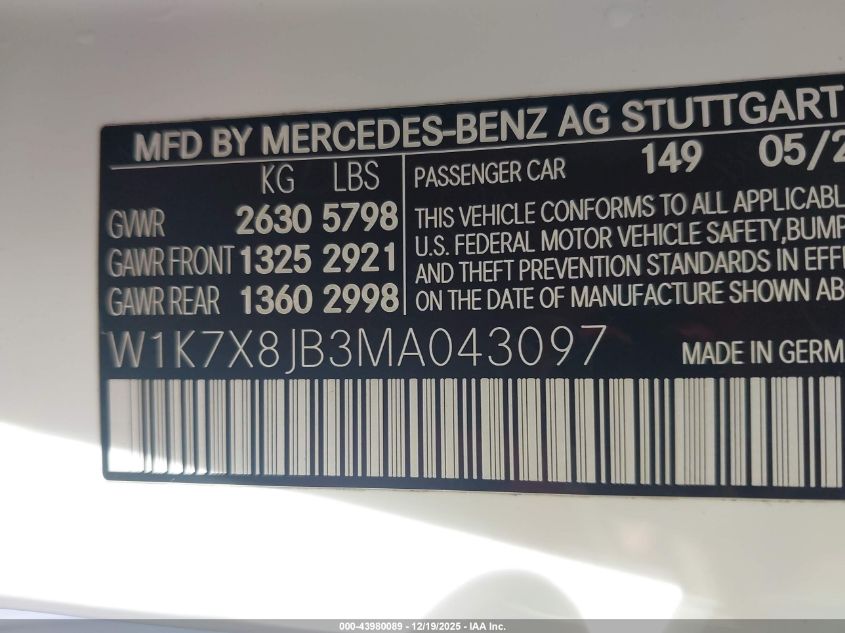 MFD BY MERCEDES-BENZ AG STUTTGART
KG LBS
GVWR 2630 5798
GAWR FRONT 1325 2921
GAWR REAR 1360 2998
PASSENGER CAR 149 05/2
THIS VEHICLE CONFORMS TO ALL APPLICABL
U.S. FEDERAL MOTOR VEHICLE SAFETY,BUMP
AND THEFT PREVENTION STANDARDS IN EFF
ON THE DATE OF MANUFACTURE SHOWN AB
W1K7X8JB3MA043097
MADE IN GERM
000-43980089 - 12/19/2025 - IAA Inc.